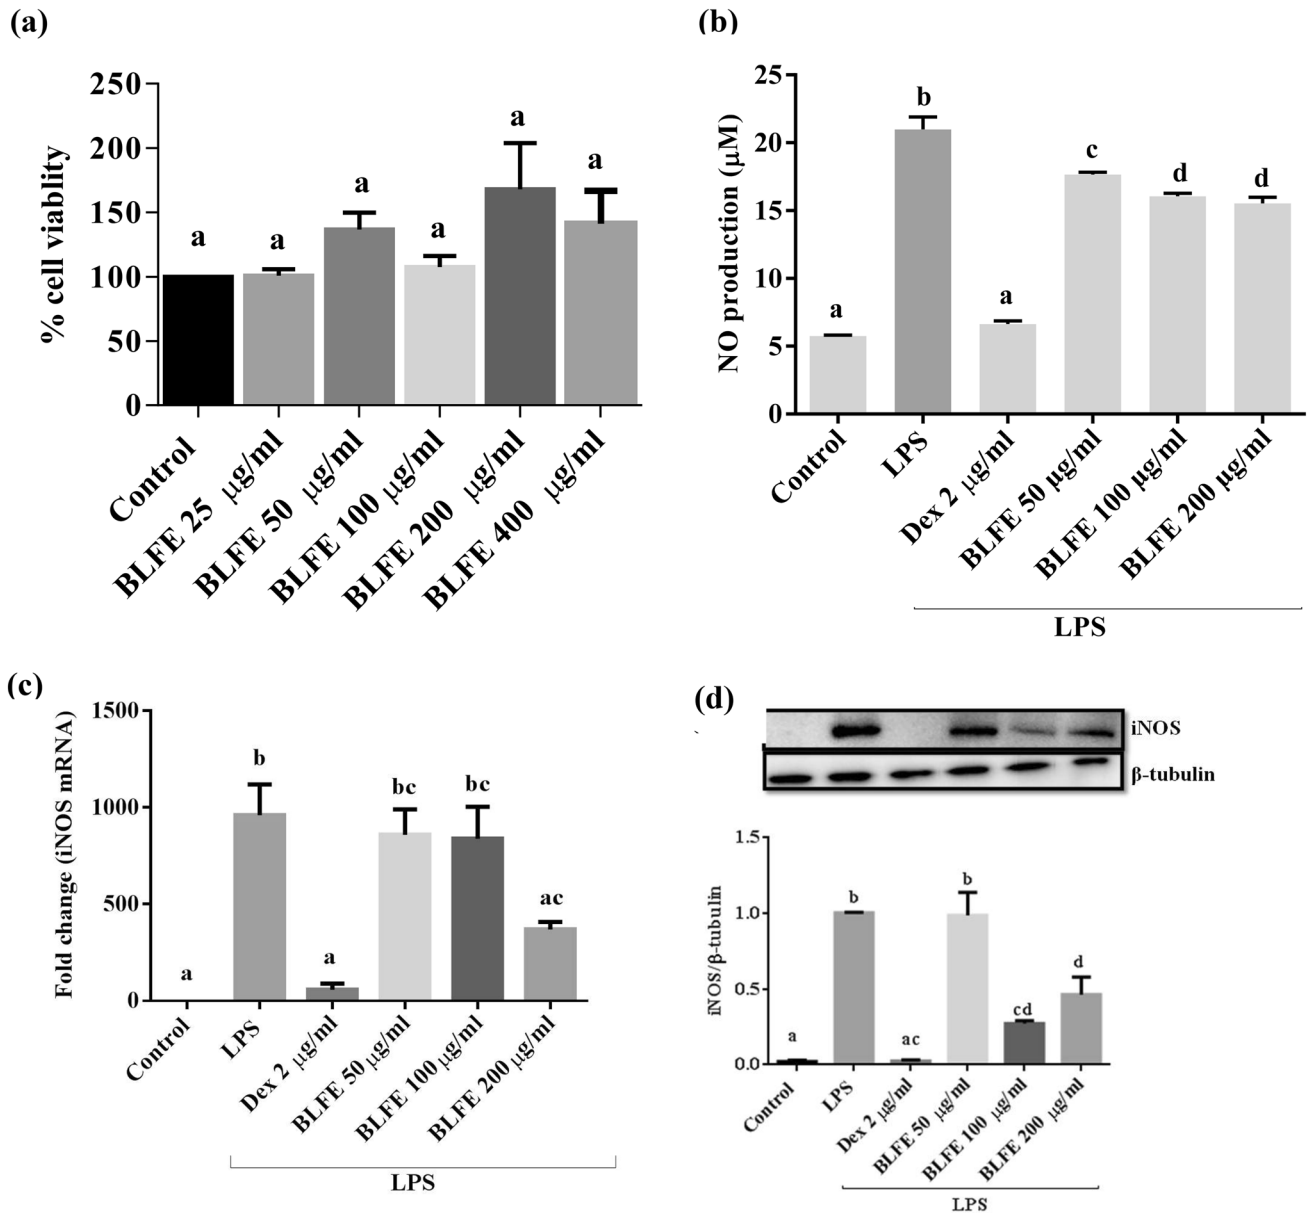 (a)
% cell viablity
250
200
150
100
50
0
a
a
a
a
a
a
Control
BLFE 25 μg/ml
BLFE 50 μg/ml
BLFE 100 μg/ml
BLFE 200 μg/ml
BLFE 400 μg/ml
(b)
NO production (μM)
25
20
15
10
5
0
a
b
a
c
d
d
Control
LPS
Dex 2 μg/ml
BLFE 50 μg/ml
BLFE 100 μg/ml
BLFE 200 μg/ml
LPS
(c)
Fold change (iNOS mRNA)
1500
1000
500
0
a
b
a
bc
bc
ac
Control
LPS
Dex 2 μg/ml
BLFE 50 μg/ml
BLFE 100 μg/ml
BLFE 200 μg/ml
LPS
(d)
iNOS
β-tubulin
iNOS/β-tubulin
1.5
1.0
0.5
0.0
a
b
ac
b
cd
d
Control
LPS
Dex 2 μg/ml
BLFE 50 μg/ml
BLFE 100 μg/ml
BLFE 200 μg/ml
LPS